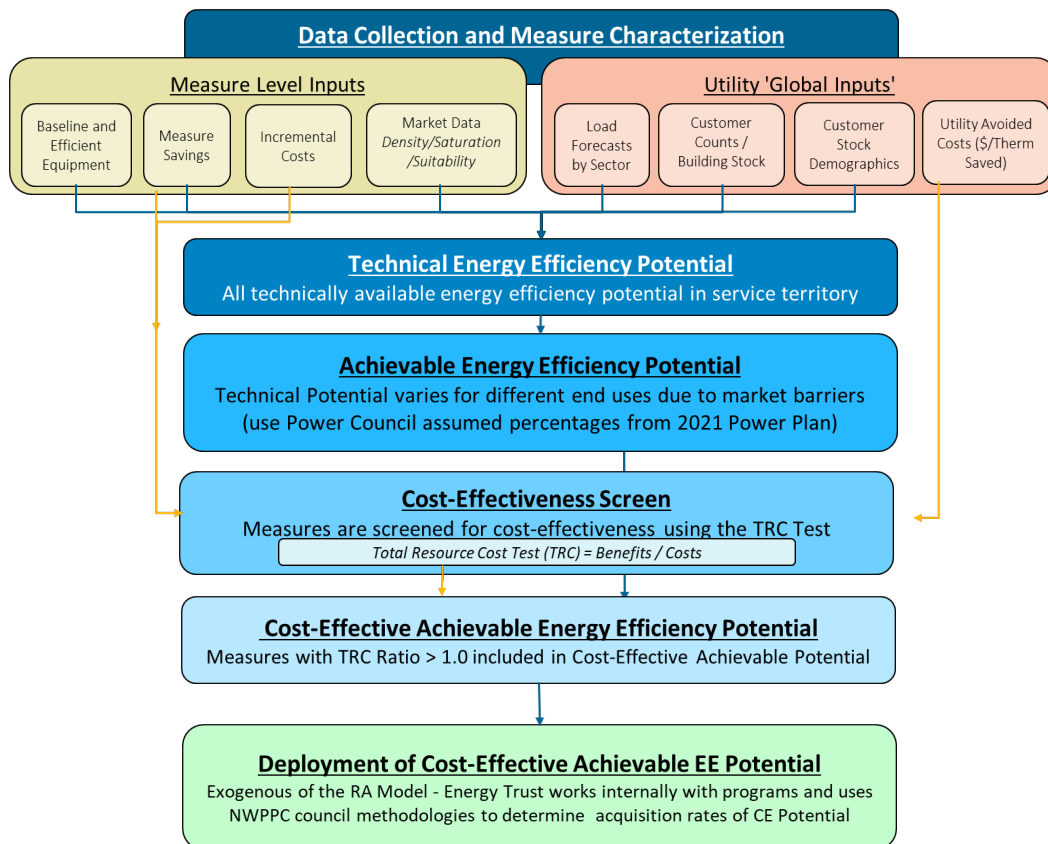 Data Collection and Measure Characterization
Measure Level Inputs
Baseline and
Efficient
Equipment
Measure
Savings
Incremental
Costs
Market Data
Density/Saturation
/Suitability
Utility 'Global Inputs'
Load
Forecasts
by Sector
Customer
Counts /
Building Stock
Customer
Stock
Demographics
Utility Avoided
Costs ($/Therm
Saved)
Technical Energy Efficiency Potential
All technically available energy efficiency potential in service territory
Achievable Energy Efficiency Potential
Technical Potential varies for different end uses due to market barriers
(use Power Council assumed percentages from 2021 Power Plan)
Cost-Effectiveness Screen
Measures are screened for cost-effectiveness using the TRC Test
Total Resource Cost Test (TRC) = Benefits / Costs
Cost-Effective Achievable Energy Efficiency Potential
Measures with TRC Ratio > 1.0 included in Cost-Effective Achievable Potential
Deployment of Cost-Effective Achievable EE Potential
Exogenous of the RA Model - Energy Trust works internally with programs and uses
NWPPC council methodologies to determine acquisition rates of CE Potential